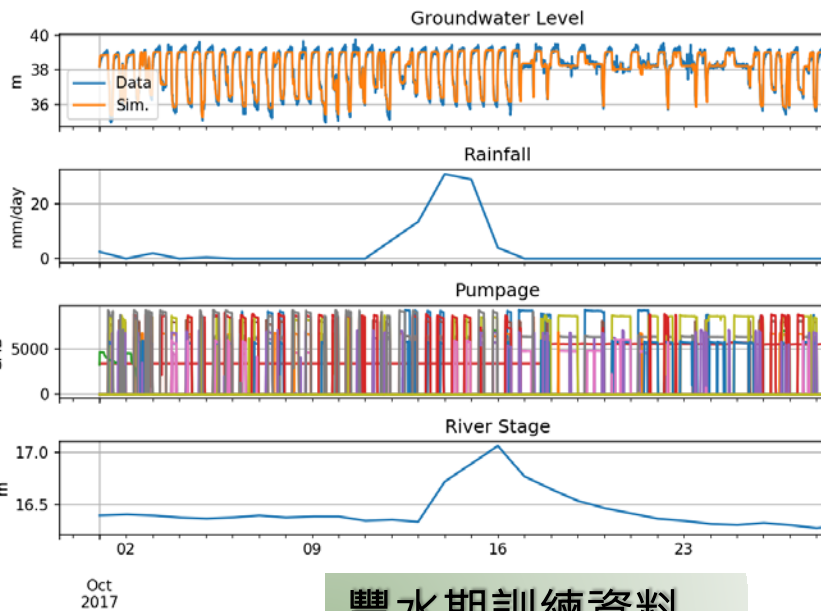 Groundwater Level
40
38
36
m
Data
Sim.
Rainfall
20
0
mm/day
Pumpage
5000
0
River Stage
17.0
16.5
m
02 09 16 23
Oct
2017
豐水期訓練資料